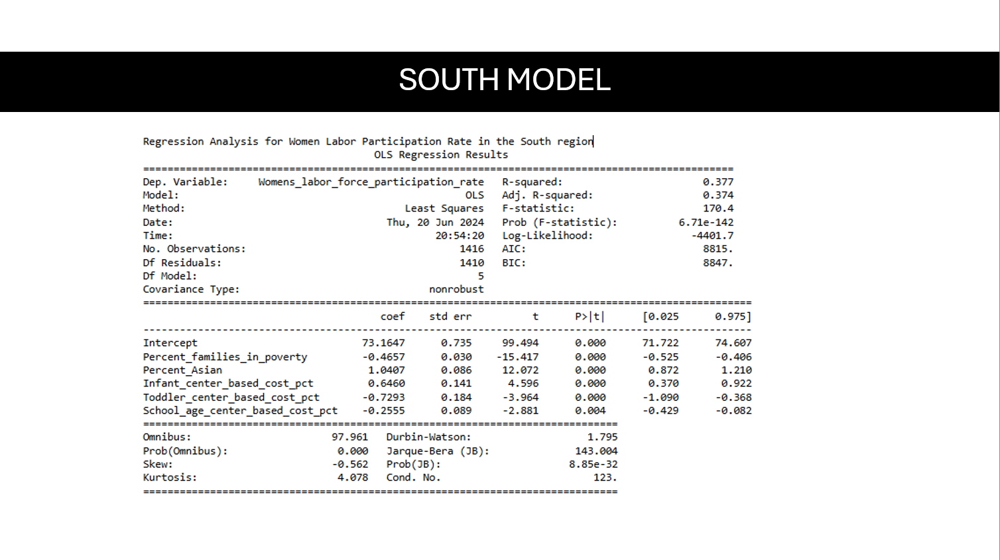 SOUTH MODEL
Regression Analysis for Women Labor Participation Rate in the South region
OLS Regression Results
==============================================================================
Dep. Variable: Womens_labor_force_participation_rate R-squared: 0.377
Model: OLS Adj. R-squared: 0.374
Method: Least Squares F-statistic: 170.4
Date: Thu, 20 Jun 2024 Prob (F-statistic): 6.71e-142
Time: 20:54:20 Log-Likelihood: -4401.7
No. Observations: 1416 AIC: 8815.
Df Residuals: 1410 BIC: 8847.
Df Model: 5
Covariance Type: nonrobust
==============================================================================
coef std err t P>|t| [0.025 0.975]
------------------------------------------------------------------------------
Intercept 73.1647 0.735 99.494 0.000 71.722 74.607
Percent_families_in_poverty -0.4657 0.030 -15.417 0.000 -0.525 -0.406
Percent_Asian 1.0407 0.086 12.072 0.000 0.872 1.210
Infant_center_based_cost_pct 0.6460 0.141 4.596 0.000 0.370 0.922
Toddler_center_based_cost_pct -0.7293 0.184 -3.964 0.000 -1.090 -0.368
School_age_center_based_cost_pct -0.2555 0.089 -2.881 0.004 -0.429 -0.082
==============================================================================
Omnibus: 97.961 Durbin-Watson: 1.795
Prob(Omnibus): 0.000 Jarque-Bera (JB): 143.004
Skew: -0.562 Prob(JB): 8.85e-32
Kurtosis: 4.078 Cond. No. 123.
==============================================================================